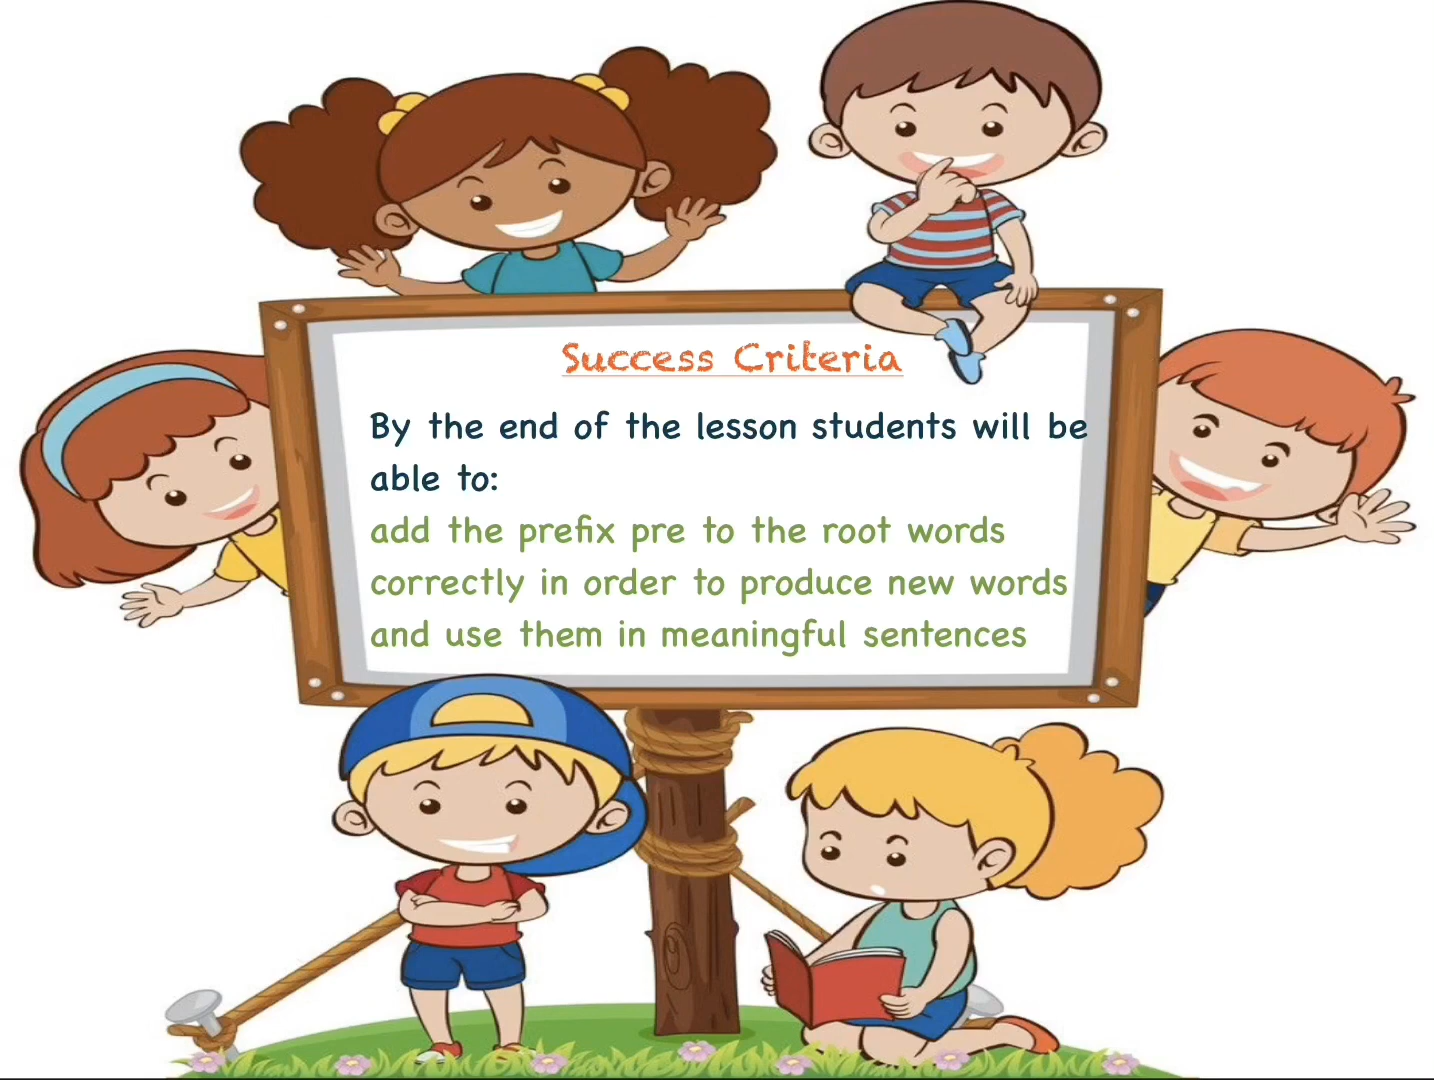 Success Criteria
By the end of the lesson students will be
able to:
add the prefix pre to the root words
correctly in order to produce new words
and use them in meaningful sentences